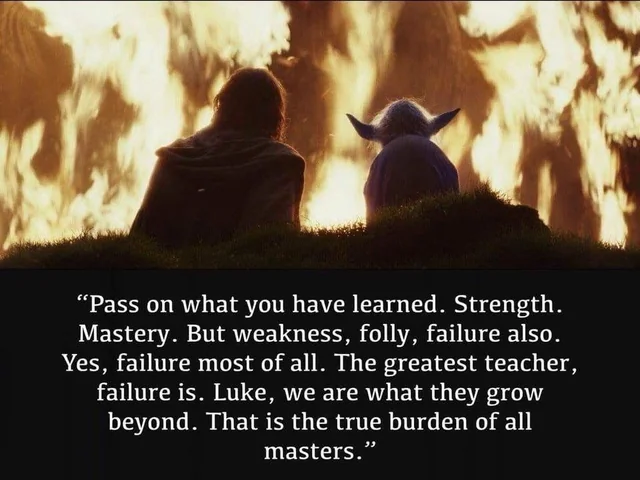 “Pass on what you have learned. Strength.
Mastery. But weakness, folly, failure also.
Yes, failure most of all. The greatest teacher,
failure is. Luke, we are what they grow
beyond. That is the true burden of all
masters.”